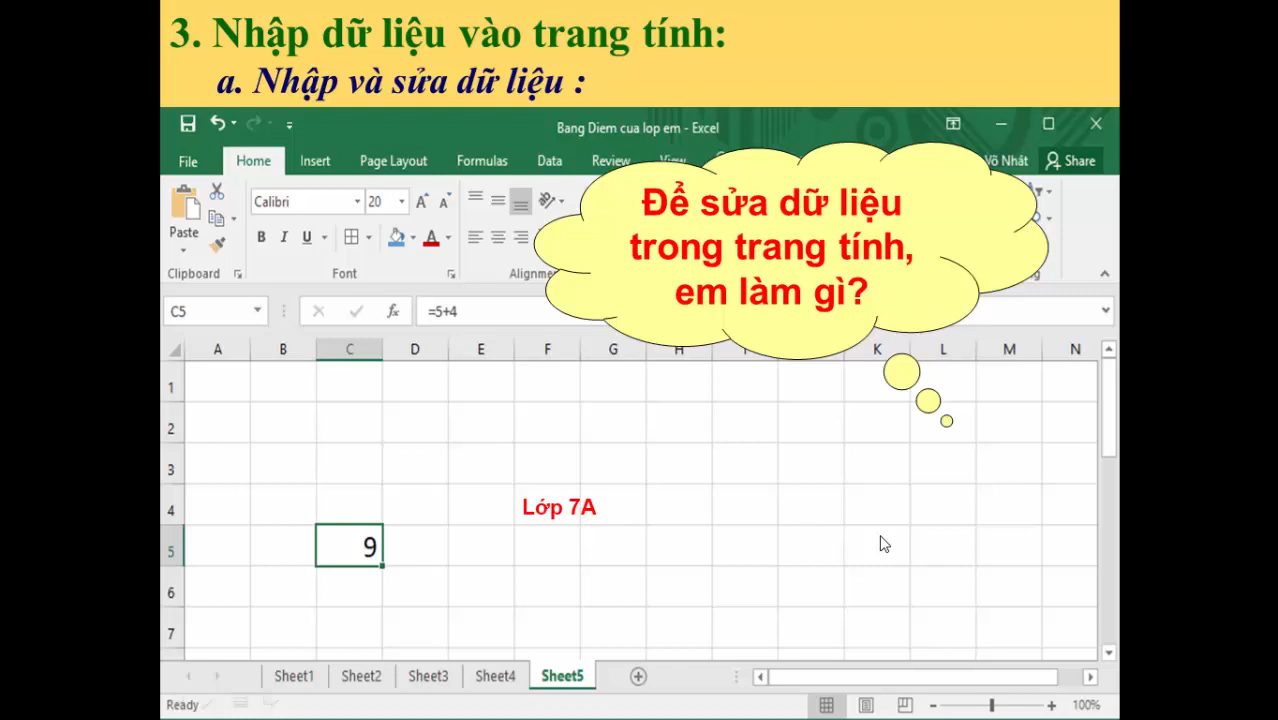 3. Nhập dữ liệu vào trang tính:
a. Nhập và sửa dữ liệu :
Bang Diem cua lop em - Excel
File Home Insert Page Layout Formulas Data Review View Võ Nhát Share
Để sửa dữ liệu
trong trang tính,
em làm gì?
Calibri 20
Paste
B I U
Clipboard Font
C5 fx =5+4
A B C D E F G H K L M N
1
2
3
4 Lớp 7A
5 9
6
7
Sheet1 Sheet2 Sheet3 Sheet4 Sheet5
Ready 100%